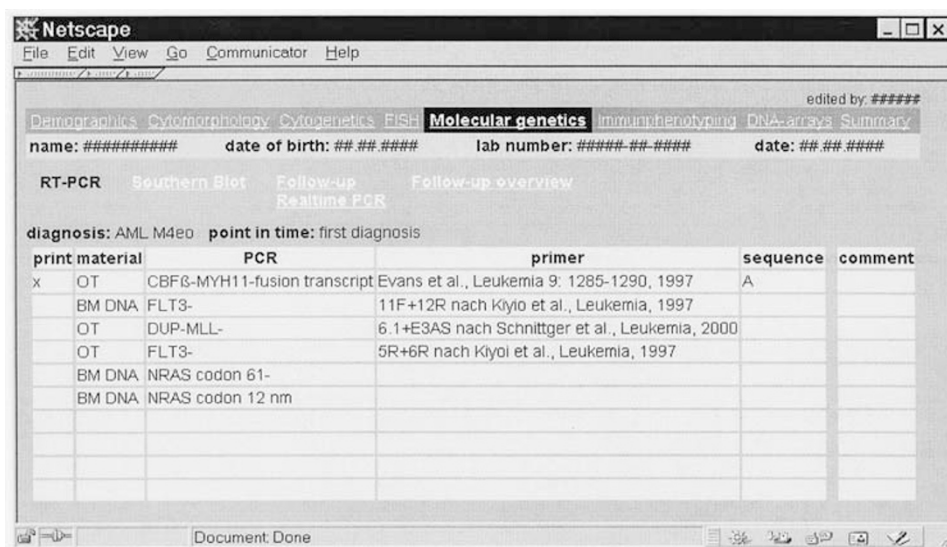 Netscape
File Edit View Go Communicator Help
edited by: ######
Demographics Cytomorphology Cytogenetics FISH Molecular genetics Immunphenotyping DNA-arrays Summary
name: ########## date of birth: ##.##.#### lab number: #####-##-#### date: ##.##.####
RT-PCR Southern Blot Follow-up Follow-up overview
Realtime PCR
diagnosis: AML M4eo point in time: first diagnosis
print material PCR primer sequence comment
x OT CBFß-MYH11-fusion transcript Evans et al., Leukemia 9: 1285-1290, 1997 A
BM DNA FLT3- 11F+12R nach Kiyio et al., Leukemia, 1997
OT DUP-MLL- 6.1+E3AS nach Schnittger et al., Leukemia, 2000
OT FLT3- 5R+6R nach Kiyoi et al., Leukemia, 1997
BM DNA NRAS codon 61-
BM DNA NRAS codon 12 nm
Document: Done